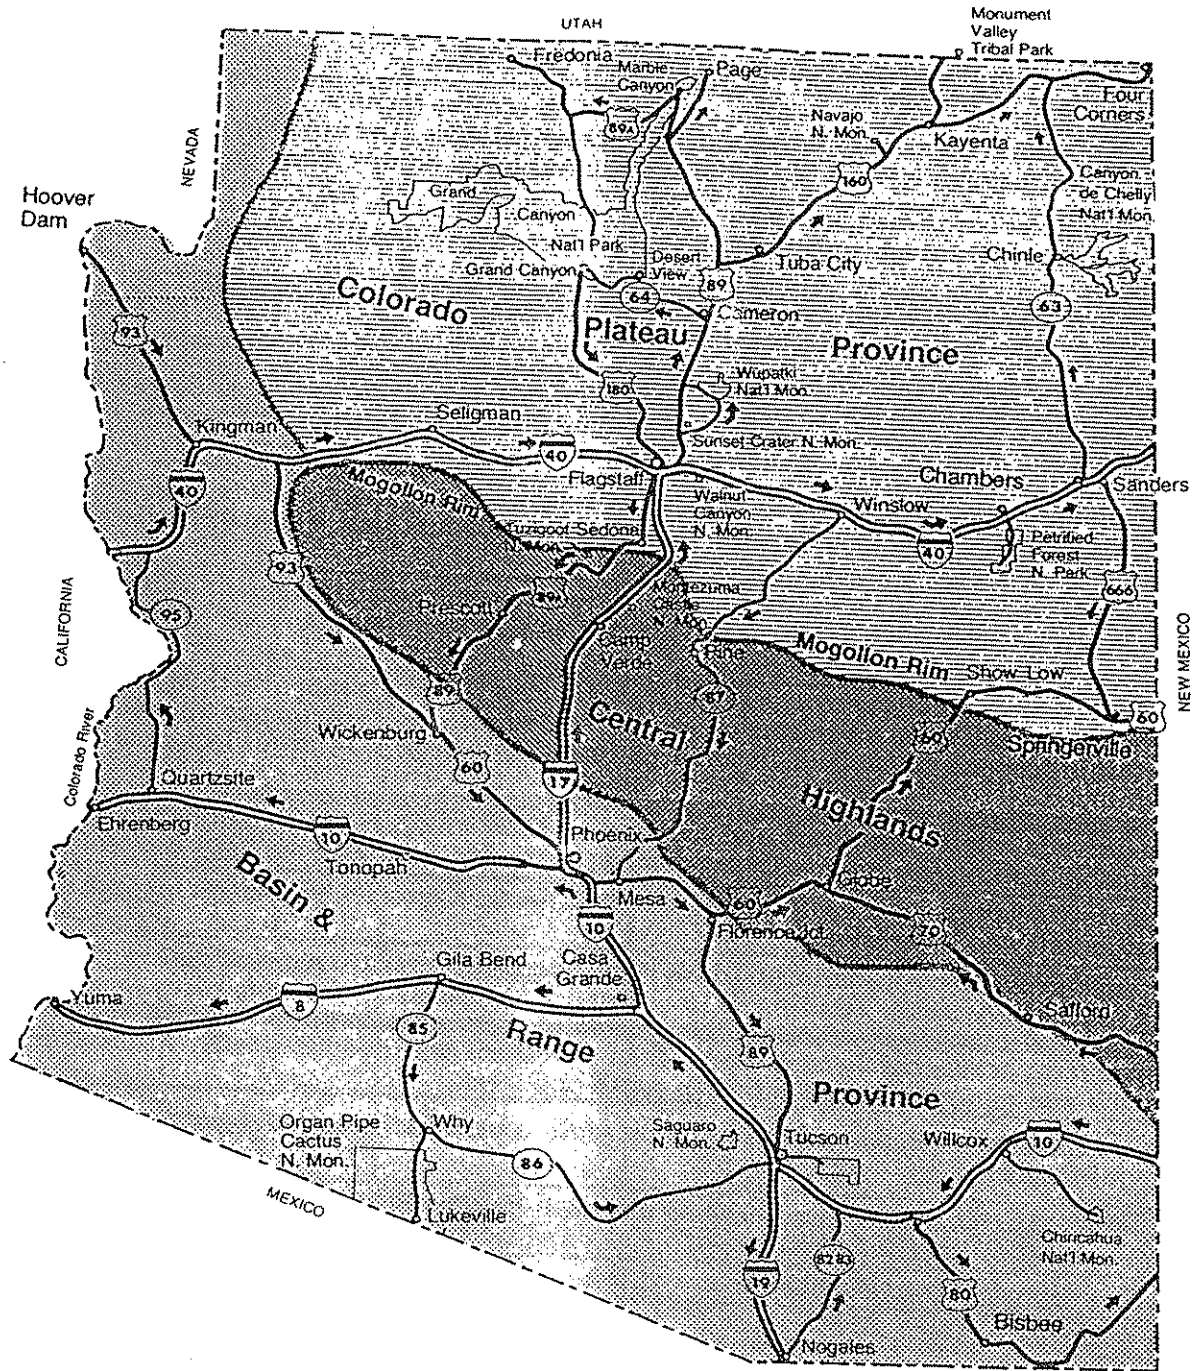 UTAH
Monument
Valley
Tribal Park
Fredonia
Marble
Canyon
Page
Four
Corners
NEVADA
89A
Navajo
N. Mon.
Kayenta
160
Canyon
de Chelly
Nat'l Mon.
Hoover
Dam
Grand
Canyon
Nat'l Park
Grand Canyon
Desert
View
Tuba City
Chinle
64
89
63
Colorado
Plateau
Province
Cameron
93
180
Wupatki
Nat'l Mon.
Seligman
Kingman
Sunset Crater N. Mon.
40
40
Mogollon Rim
Flagstaff
Walnut
Canyon
N. Mon.
Chambers
Sanders
Winslow
40
Petrified
Forest
N. Park
Tuzigoot
N. Mon.
Sedona
93
89A
666
CALIFORNIA
95
Prescott
Montezuma
Castle
N. Mon.
Camp
Verde
Pine
Mogollon Rim
Show Low
NEW MEXICO
89
87
60
60
Springerville
Central
Highlands
Wickenburg
60
17
Colorado River
Quartzsite
Ehrenberg
10
Tonopah
Phoenix
Mesa
Globe
60
70
Florence Jct.
Basin &
Range
Province
10
Casa
Grande
Gila Bend
8
Yuma
85
Safford
89
Organ Pipe
Cactus
N. Mon.
Why
86
Saguaro
N. Mon.
Tucson
Willcox
10
MEXICO
Lukeville
Chiricahua
Nat'l Mon.
19
82
83
80
Bisbee
Nogales